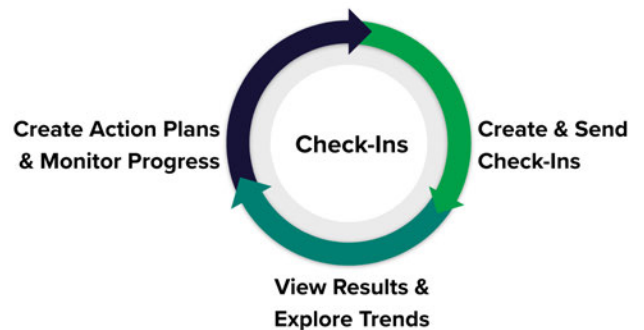 Create Action Plans
& Monitor Progress
Check-Ins
Create & Send
Check-Ins
View Results &
Explore Trends